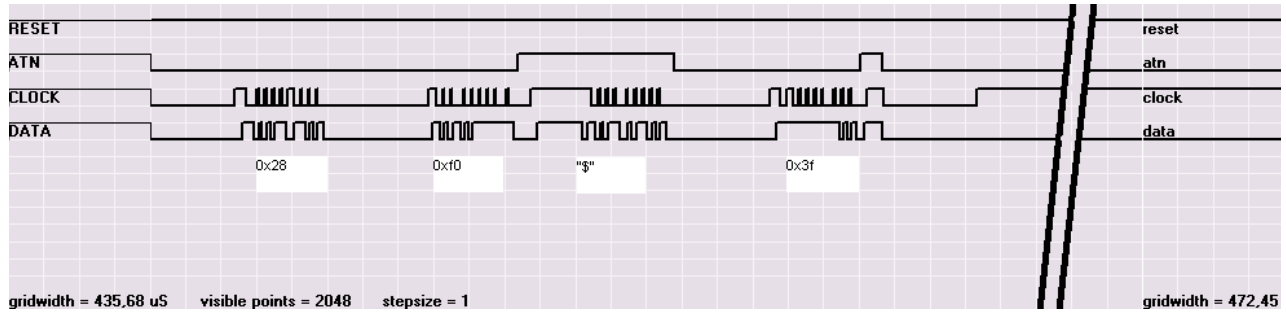 RESET reset
ATN atn
CLOCK clock
DATA data
0x28 0xf0 "$" 0x3f
gridwidth = 435,68 uS visible points = 2048 stepsize = 1 gridwidth = 472,45